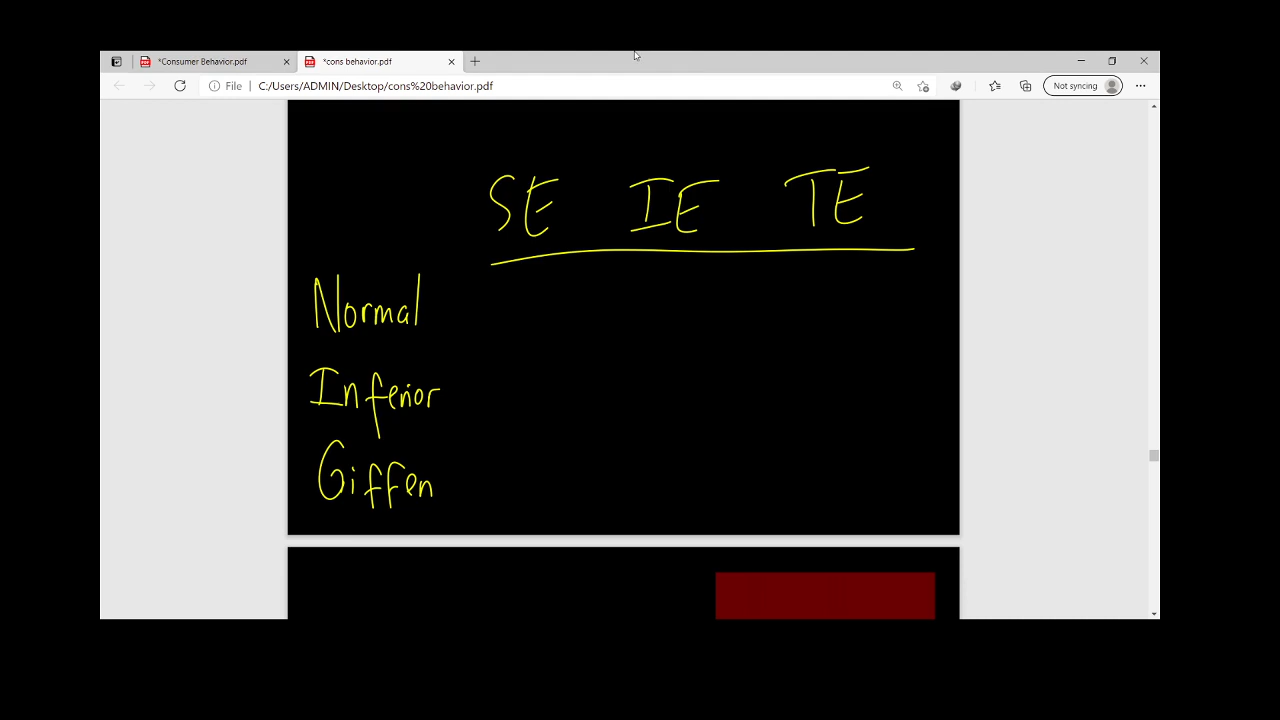 *Consumer Behavior.pdf *cons behavior.pdf
File C:/Users/ADMIN/Desktop/cons%20behavior.pdf Not syncing
SE IE TE
Normal
Inferior
Giffen